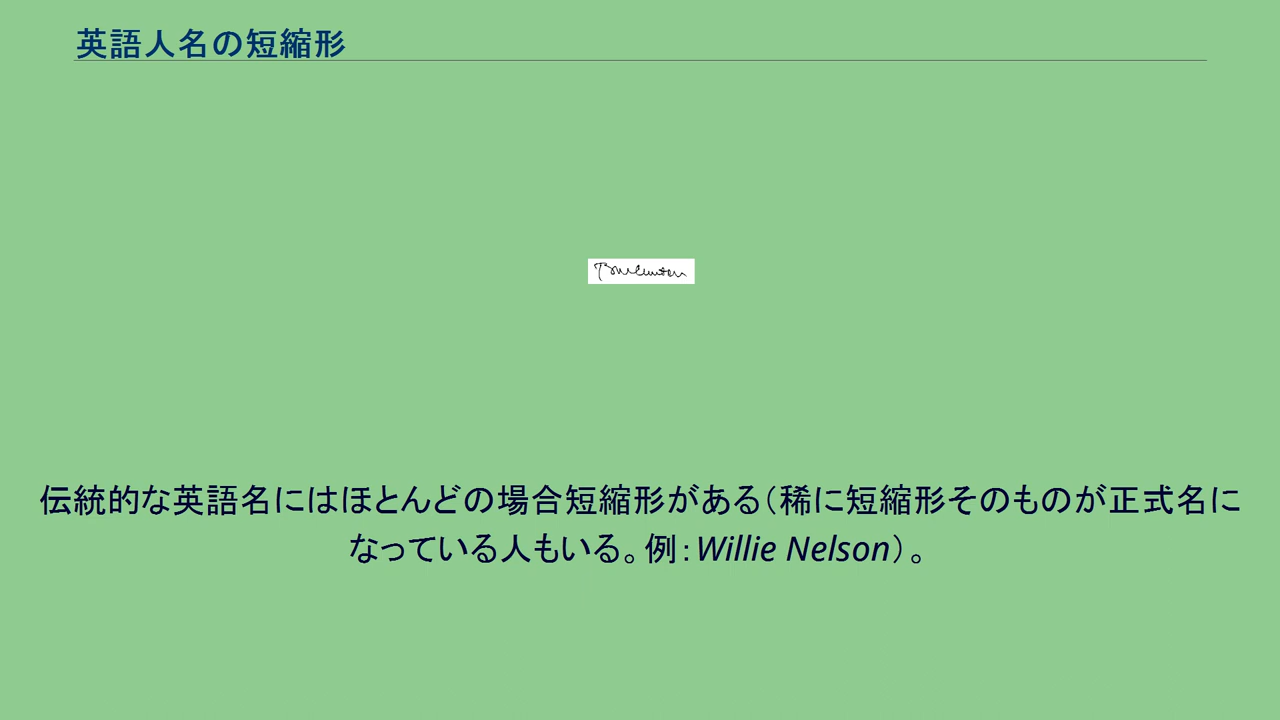 英語人名の短縮形
伝統的な英語名にはほとんどの場合短縮形がある（稀に短縮形そのものが正式名に
なっている人もいる。例：Willie Nelson）。